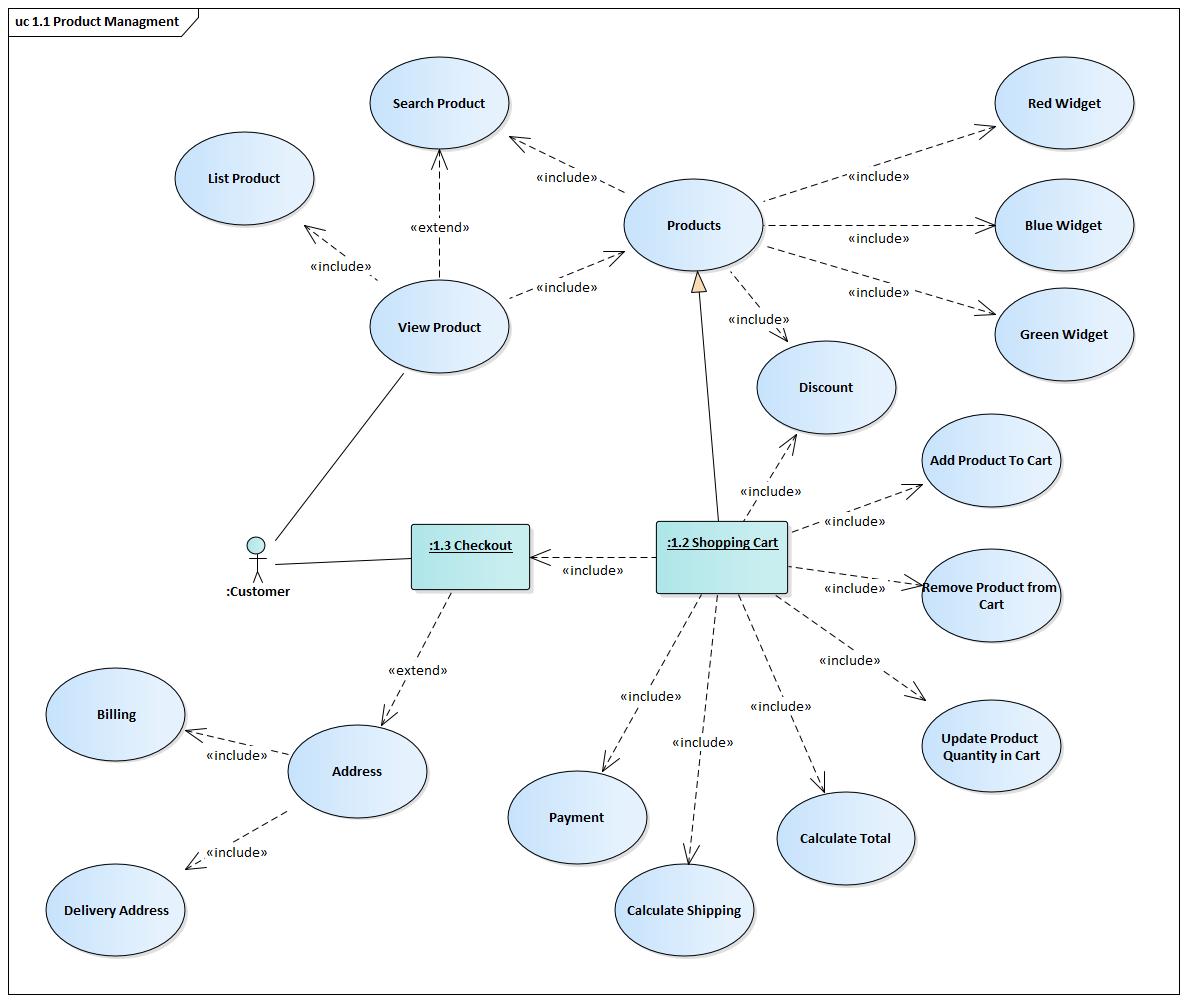 uc 1.1 Product Managment
Search Product
Red Widget
List Product
«include»
«include»
Products
Blue Widget
«extend»
«include»
«include»
«include»
«include»
View Product
«include»
Green Widget
Discount
Add Product To Cart
«include»
«include»
:1.3 Checkout
:1.2 Shopping Cart
«include»
:Customer
«include»
Remove Product from
Cart
«extend»
«include»
«include»
«include»
«include»
Billing
Update Product
Quantity in Cart
«include»
Address
Payment
Calculate Total
«include»
Delivery Address
Calculate Shipping